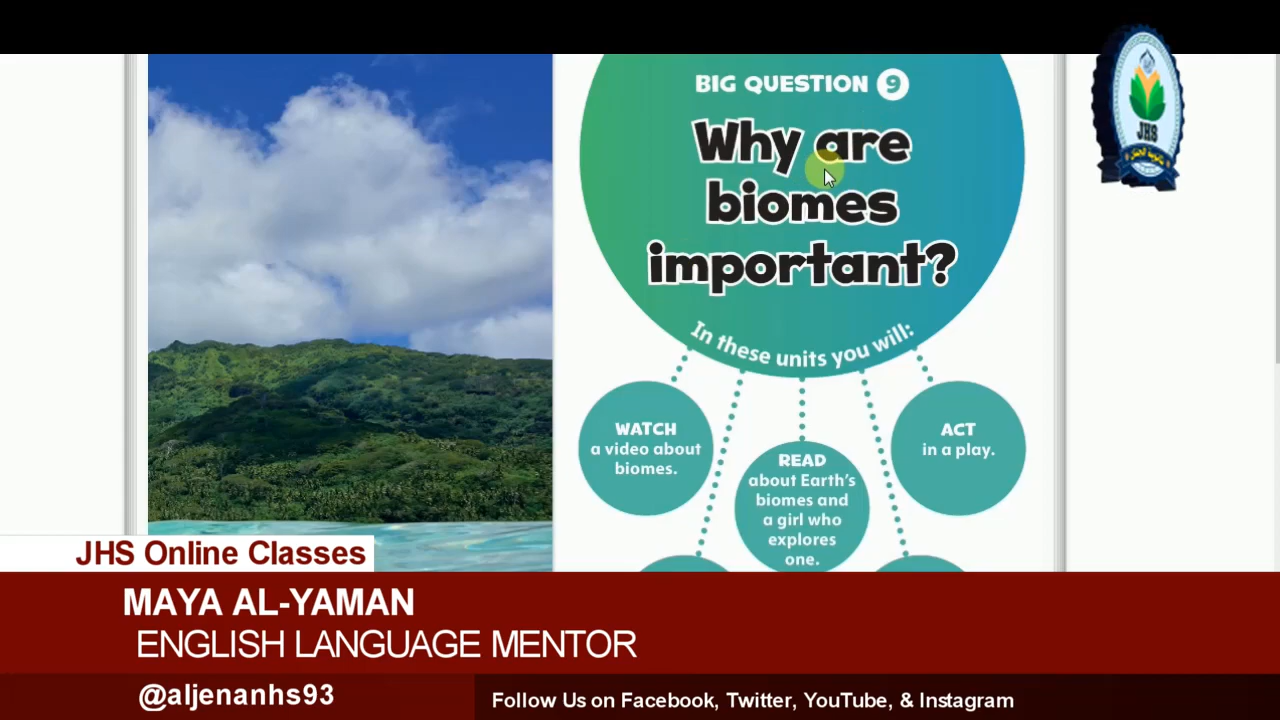 BIG QUESTION 9
Why are
biomes
important?
In these units you will:
WATCH
a video about
biomes.
READ
about Earth's
biomes and
a girl who
explores
one.
ACT
in a play.
JHS
JHS Online Classes
MAYA AL-YAMAN
ENGLISH LANGUAGE MENTOR
@aljenanhs93
Follow Us on Facebook, Twitter, YouTube, & Instagram